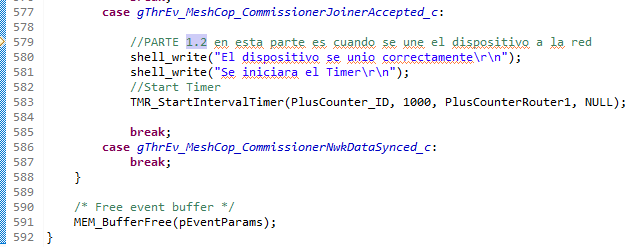 577 case gThrEv_MeshCop_CommissionerJoinerAccepted_c:
578
579 //PARTE 1.2 en esta parte es cuando se une el dispositivo a la red
580 shell_write("El dispositivo se unio correctamente\r\n");
581 shell_write("Se iniciara el Timer\r\n");
582 //Start Timer
583 TMR_StartIntervalTimer(PlusCounter_ID, 1000, PlusCounterRouter1, NULL);
584
585 break;
586 case gThrEv_MeshCop_CommissionerNwkDataSynced_c:
587 break;
588 }
589
590 /* Free event buffer */
591 MEM_BufferFree(pEventParams);
592 }